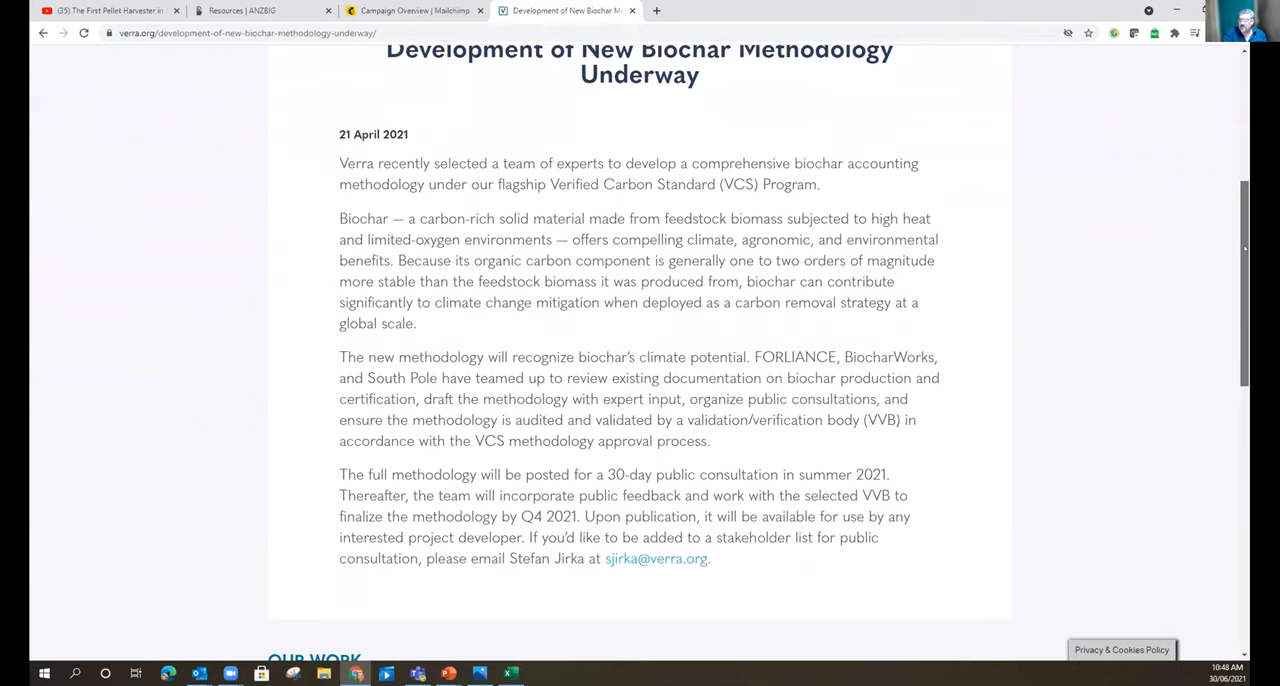 (35) The First Pellet Harvester in
Resources | ANZBIG
Campaign Overview | Mailchimp
Development of New Biochar M
verra.org/development-of-new-biochar-methodology-underway/
Development of New Biochar Methodology
Underway
21 April 2021
Verra recently selected a team of experts to develop a comprehensive biochar accounting
methodology under our flagship Verified Carbon Standard (VCS) Program.
Biochar — a carbon-rich solid material made from feedstock biomass subjected to high heat
and limited-oxygen environments — offers compelling climate, agronomic, and environmental
benefits. Because its organic carbon component is generally one to two orders of magnitude
more stable than the feedstock biomass it was produced from, biochar can contribute
significantly to climate change mitigation when deployed as a carbon removal strategy at a
global scale.
The new methodology will recognize biochar's climate potential. FORLIANCE, BiocharWorks,
and South Pole have teamed up to review existing documentation on biochar production and
certification, draft the methodology with expert input, organize public consultations, and
ensure the methodology is audited and validated by a validation/verification body (VVB) in
accordance with the VCS methodology approval process.
The full methodology will be posted for a 30-day public consultation in summer 2021.
Thereafter, the team will incorporate public feedback and work with the selected VVB to
finalize the methodology by Q4 2021. Upon publication, it will be available for use by any
interested project developer. If you'd like to be added to a stakeholder list for public
consultation, please email Stefan Jirka at sjirka@verra.org.
OUR WORK
Privacy & Cookies Policy
10:48 AM
30/06/2021